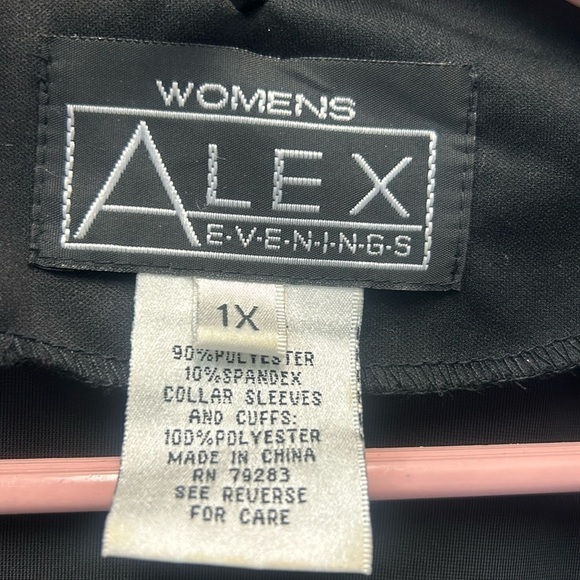 WOMENS
ALEX
E·V·E·N·I·N·G·S
1X
90%POLYESTER
10%SPANDEX
COLLAR SLEEVES
AND CUFFS:
100%POLYESTER
MADE IN CHINA
RN 79283
SEE REVERSE
FOR CARE